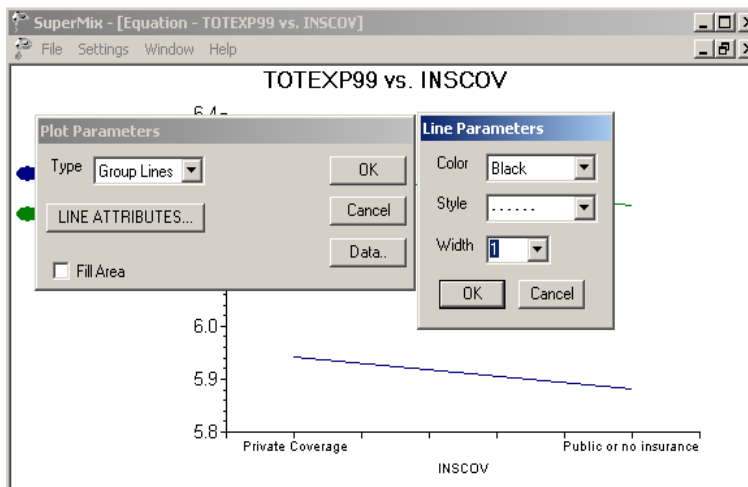 SuperMix - [Equation - TOTEXP99 vs. INSCOV]
File Settings Window Help
TOTEXP99 vs. INSCOV
6.4
Plot Parameters
Type Group Lines
OK
LINE ATTRIBUTES...
Cancel
Data..
Fill Area
Line Parameters
Color Black
Style - - - - - -
Width 1
OK Cancel
6.0
5.9
5.8
Private Coverage Public or no insurance
INSCOV